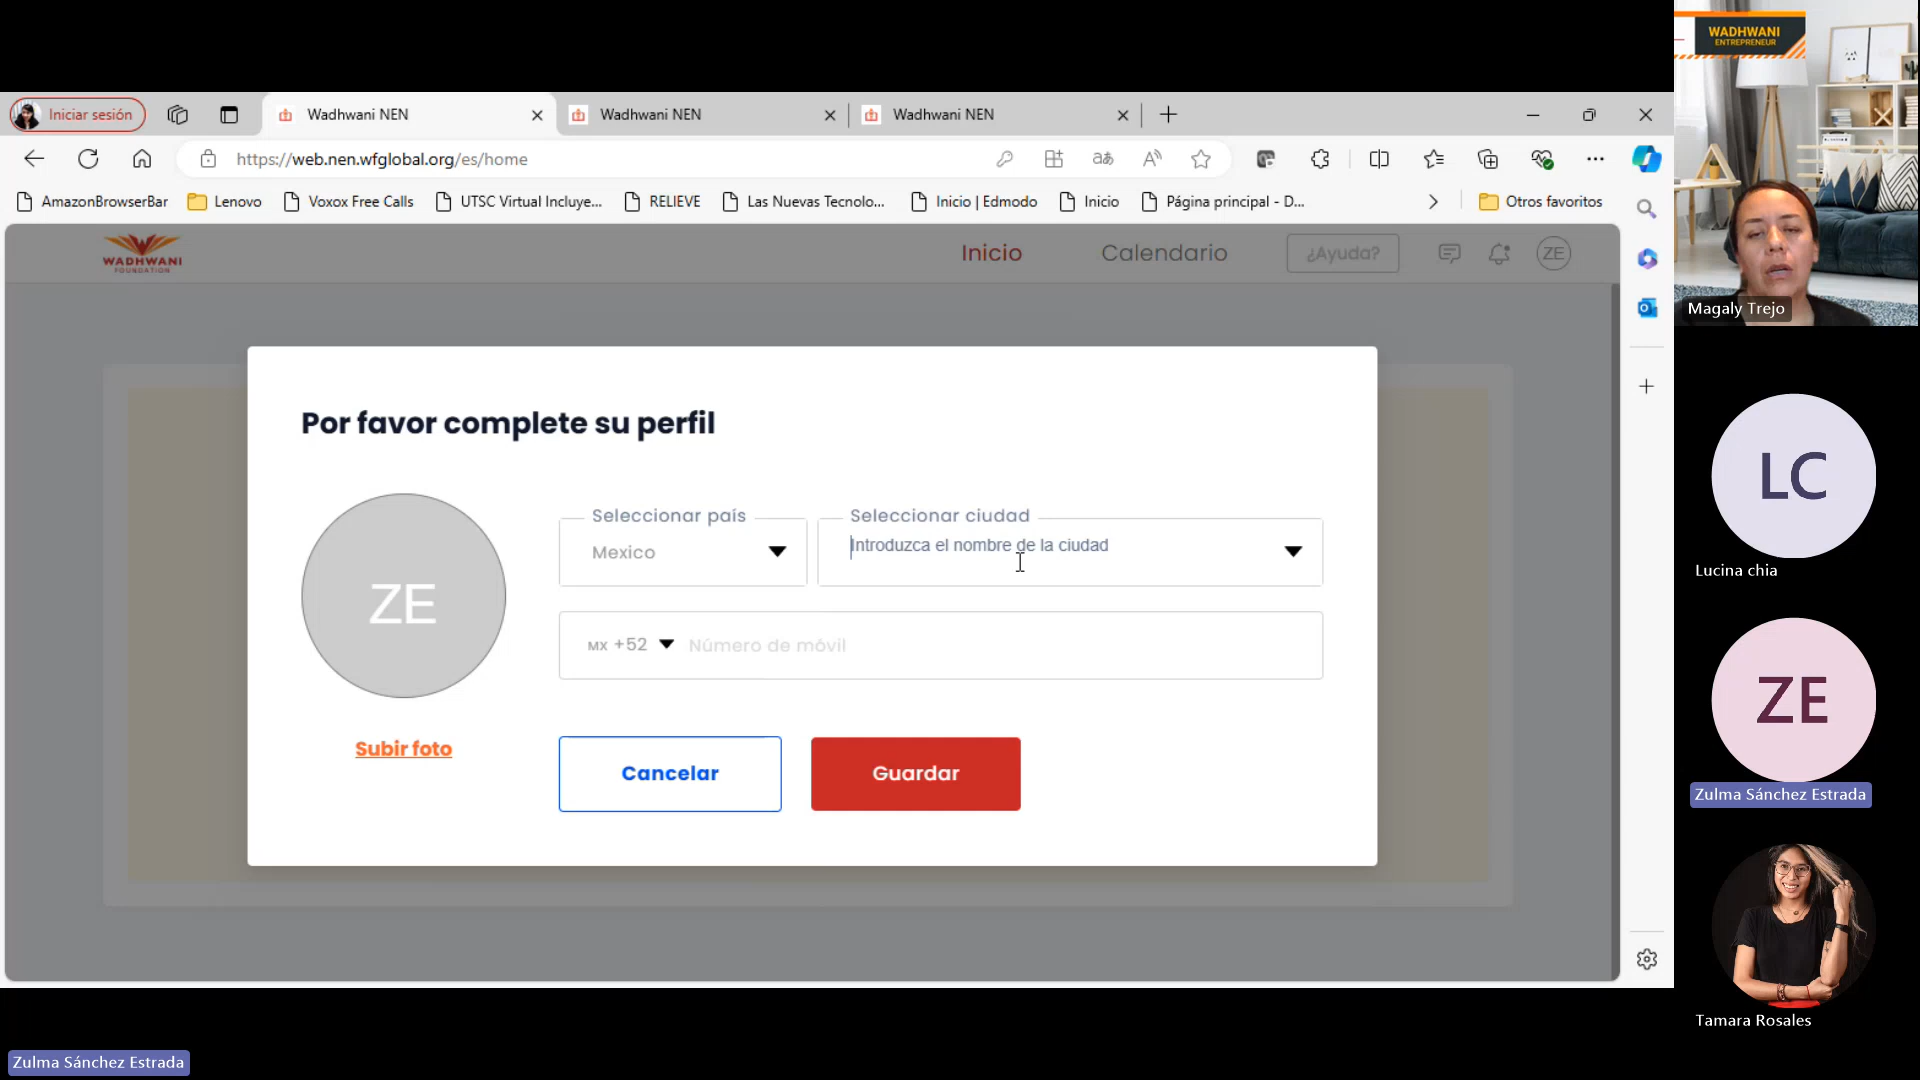 WADHWANI
ENTREPRENEUR
Iniciar sesión
Wadhwani NEN
Wadhwani NEN
Wadhwani NEN
https://web.nen.wfglobal.org/es/home
AmazonBrowserBar
Lenovo
Voxox Free Calls
UTSC Virtual Incluye...
RELIEVE
Las Nuevas Tecnolo...
Inicio | Edmodo
Inicio
Página principal - D...
Otros favoritos
WADHWANI
FOUNDATION
Inicio
Calendario
¿Ayuda?
ZE
Magaly Trejo
Por favor complete su perfil
ZE
Subir foto
Seleccionar país
Mexico
Seleccionar ciudad
Introduzca el nombre de la ciudad
MX +52
Número de móvil
Cancelar
Guardar
LC
Lucina chia
ZE
Zulma Sánchez Estrada
Tamara Rosales
Zulma Sánchez Estrada